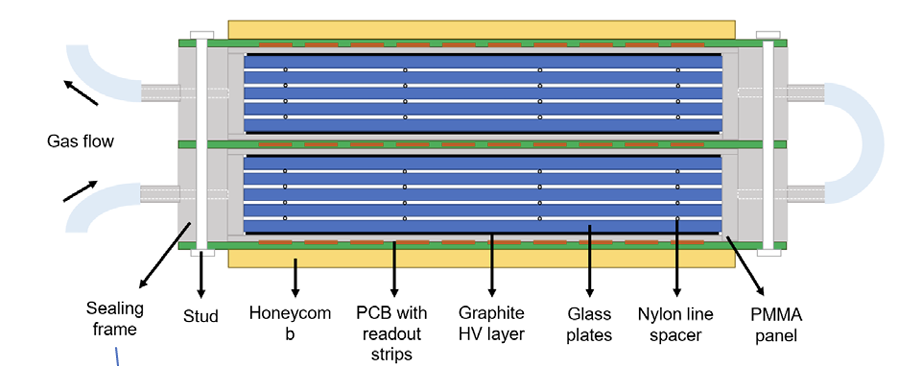 Gas flow
Sealing
frame
Stud
Honeycom
b
PCB with
readout
strips
Graphite
HV layer
Glass
plates
Nylon line
spacer
PMMA
panel